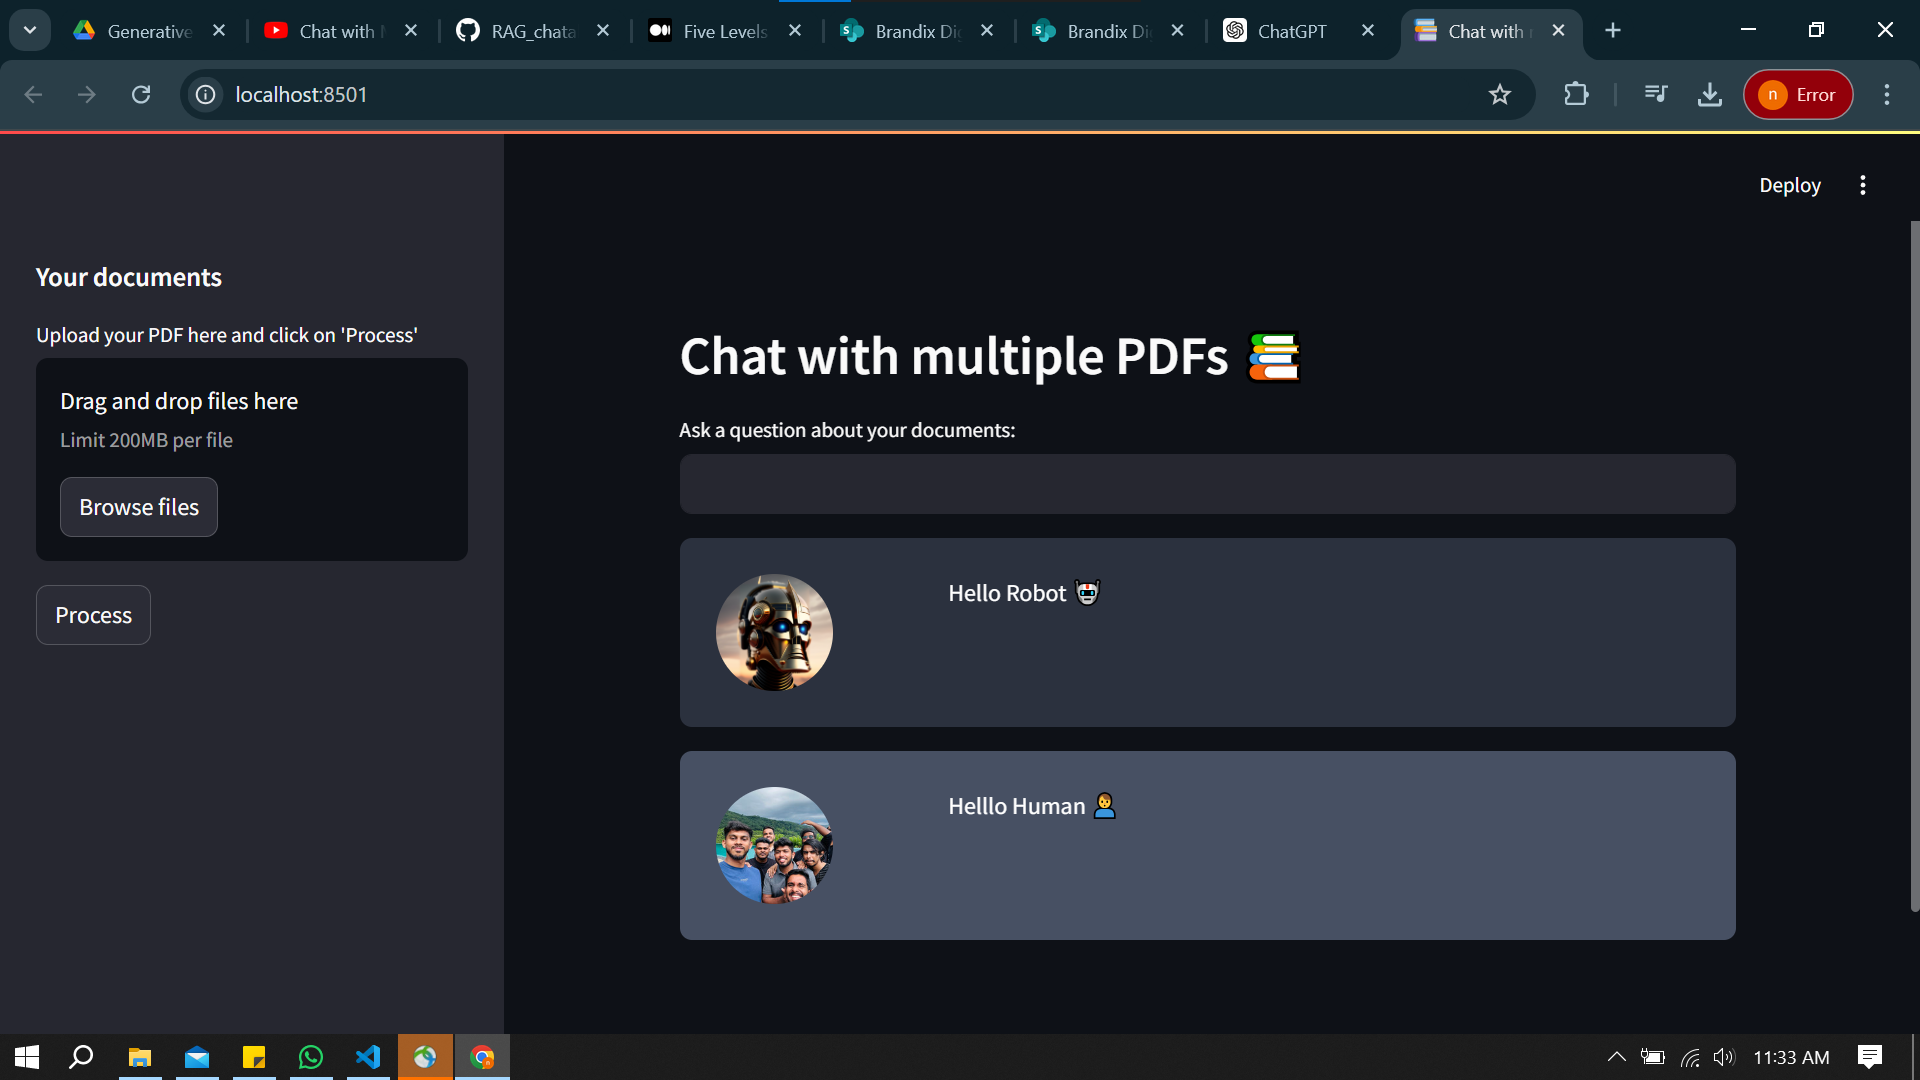 Generative
Chat with
RAG_chata
Five Levels
Brandix Di
Brandix Di
ChatGPT
Chat with
localhost:8501
n
Error
Deploy
Your documents
Upload your PDF here and click on 'Process'
Drag and drop files here
Limit 200MB per file
Browse files
Process
Chat with multiple PDFs
Ask a question about your documents:
Hello Robot
Helllo Human
11:33 AM